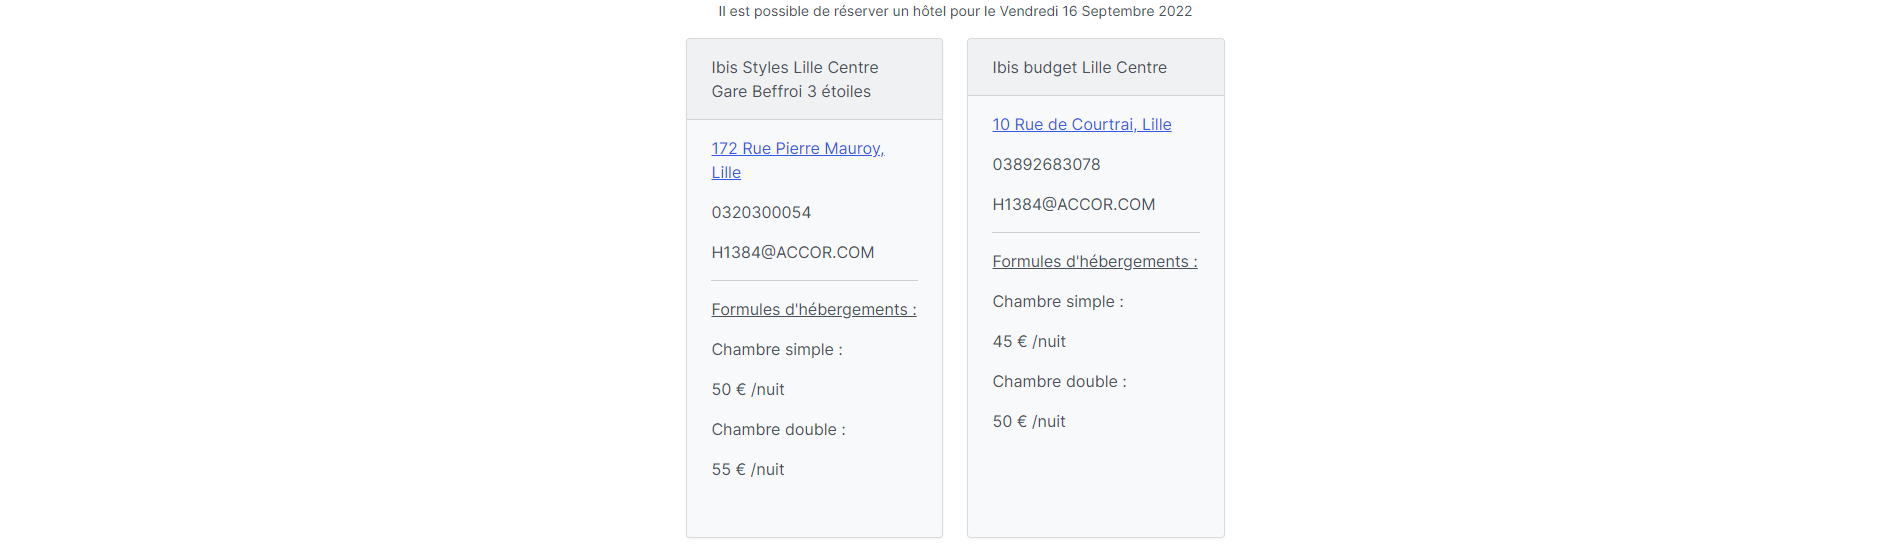 Il est possible de réserver un hôtel pour le Vendredi 16 Septembre 2022
Ibis Styles Lille Centre
Gare Beffroi 3 étoiles
172 Rue Pierre Mauroy,
Lille
0320300054
H1384@ACCOR.COM
Formules d'hébergements :
Chambre simple :
50 € /nuit
Chambre double :
55 € /nuit
Ibis budget Lille Centre
10 Rue de Courtrai, Lille
03892683078
H1384@ACCOR.COM
Formules d'hébergements :
Chambre simple :
45 € /nuit
Chambre double :
50 € /nuit